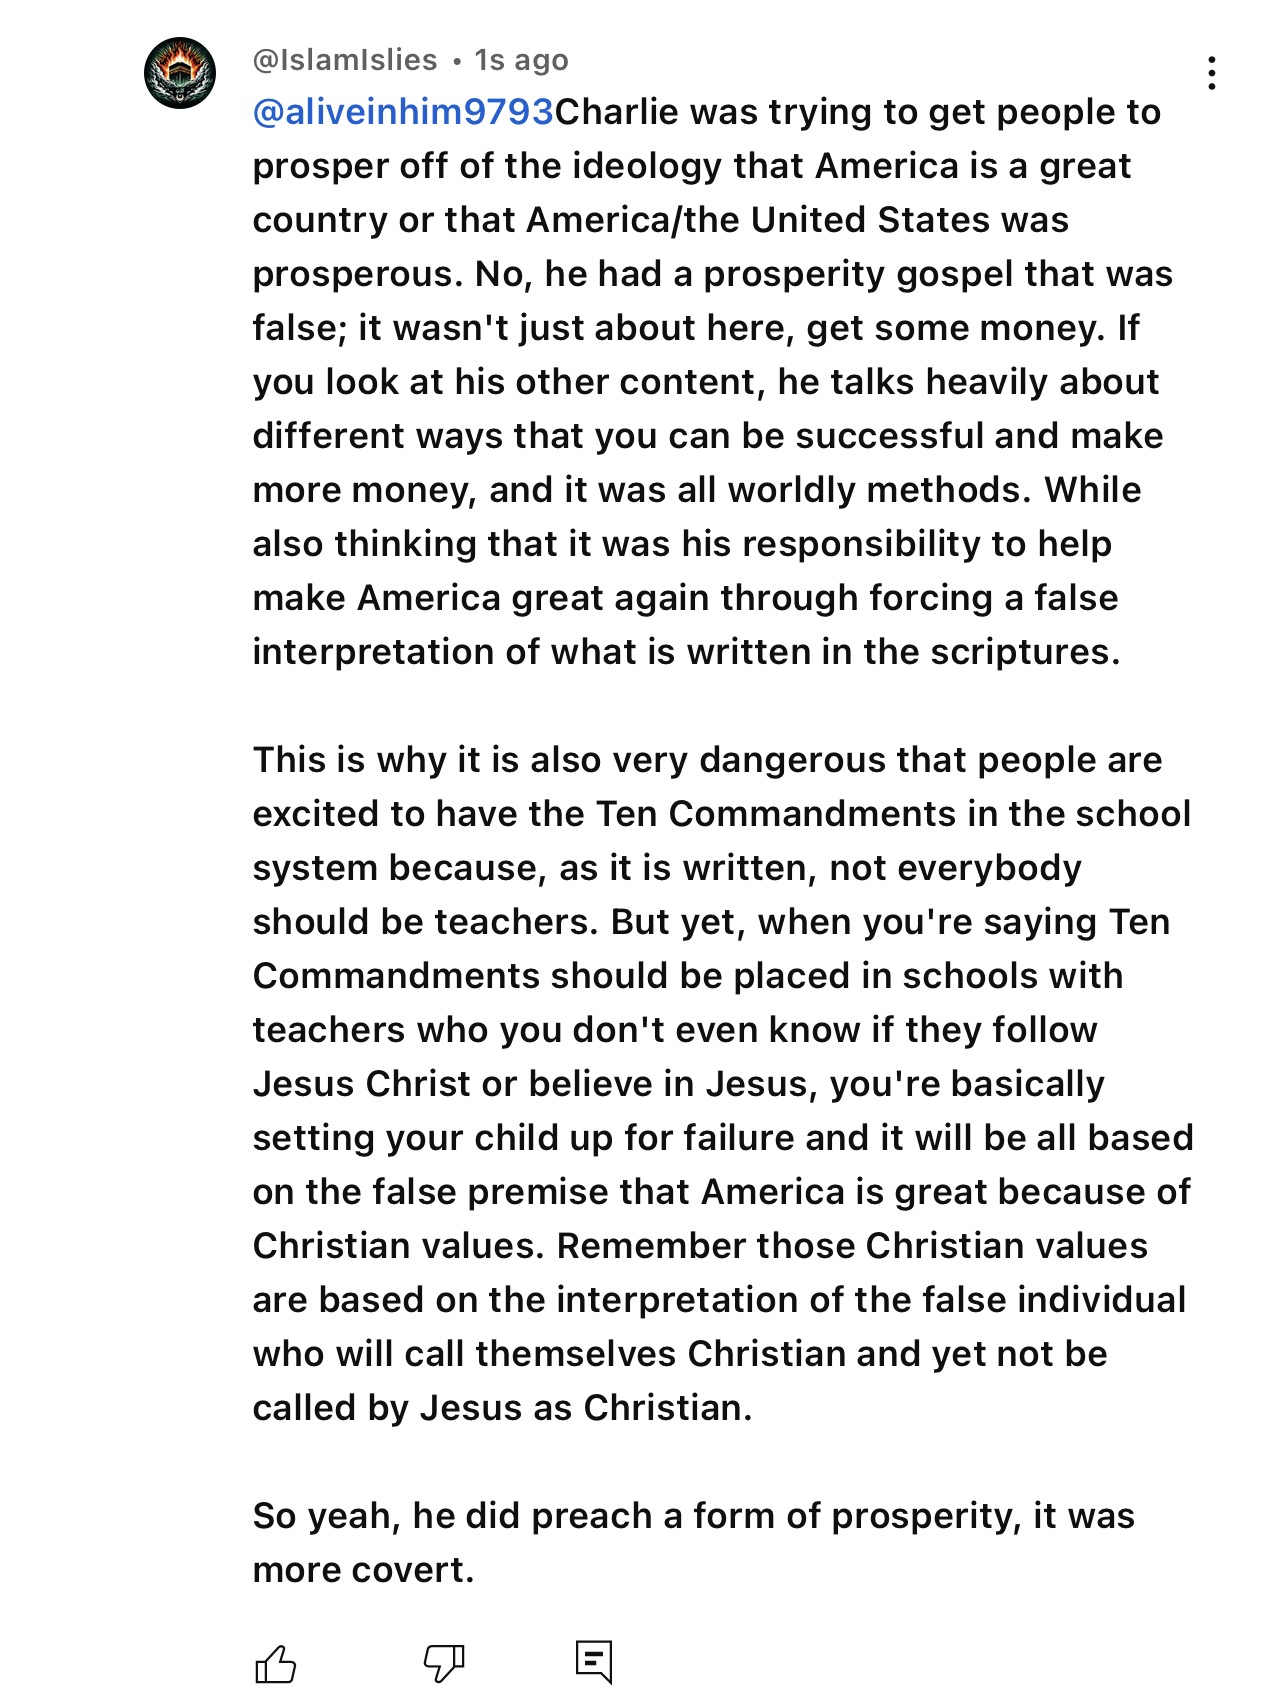 @IslamIslies • 1s ago
@aliveinhim9793Charlie was trying to get people to
prosper off of the ideology that America is a great
country or that America/the United States was
prosperous. No, he had a prosperity gospel that was
false; it wasn't just about here, get some money. If
you look at his other content, he talks heavily about
different ways that you can be successful and make
more money, and it was all worldly methods. While
also thinking that it was his responsibility to help
make America great again through forcing a false
interpretation of what is written in the scriptures.

This is why it is also very dangerous that people are
excited to have the Ten Commandments in the school
system because, as it is written, not everybody
should be teachers. But yet, when you're saying Ten
Commandments should be placed in schools with
teachers who you don't even know if they follow
Jesus Christ or believe in Jesus, you're basically
setting your child up for failure and it will be all based
on the false premise that America is great because of
Christian values. Remember those Christian values
are based on the interpretation of the false individual
who will call themselves Christian and yet not be
called by Jesus as Christian.

So yeah, he did preach a form of prosperity, it was
more covert.